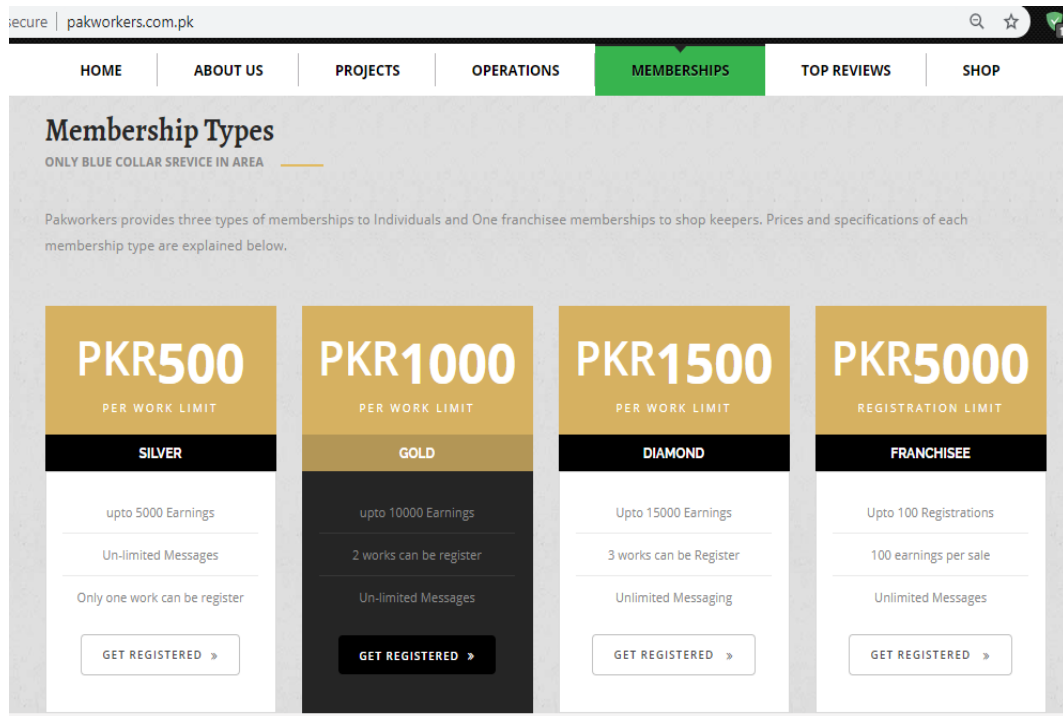 secure | pakworkers.com.pk
HOME ABOUT US PROJECTS OPERATIONS MEMBERSHIPS TOP REVIEWS SHOP
Membership Types
ONLY BLUE COLLAR SREVICE IN AREA
Pakworkers provides three types of memberships to Individuals and One franchisee memberships to shop keepers. Prices and specifications of each
membership type are explained below.
PKR500
PER WORK LIMIT
SILVER
upto 5000 Earnings
Un-limited Messages
Only one work can be register
GET REGISTERED »
PKR1000
PER WORK LIMIT
GOLD
upto 10000 Earnings
2 works can be register
Un-limited Messages
GET REGISTERED »
PKR1500
PER WORK LIMIT
DIAMOND
Upto 15000 Earnings
3 works can be Register
Unlimited Messaging
GET REGISTERED »
PKR5000
REGISTRATION LIMIT
FRANCHISEE
Upto 100 Registrations
100 earnings per sale
Unlimited Messages
GET REGISTERED »